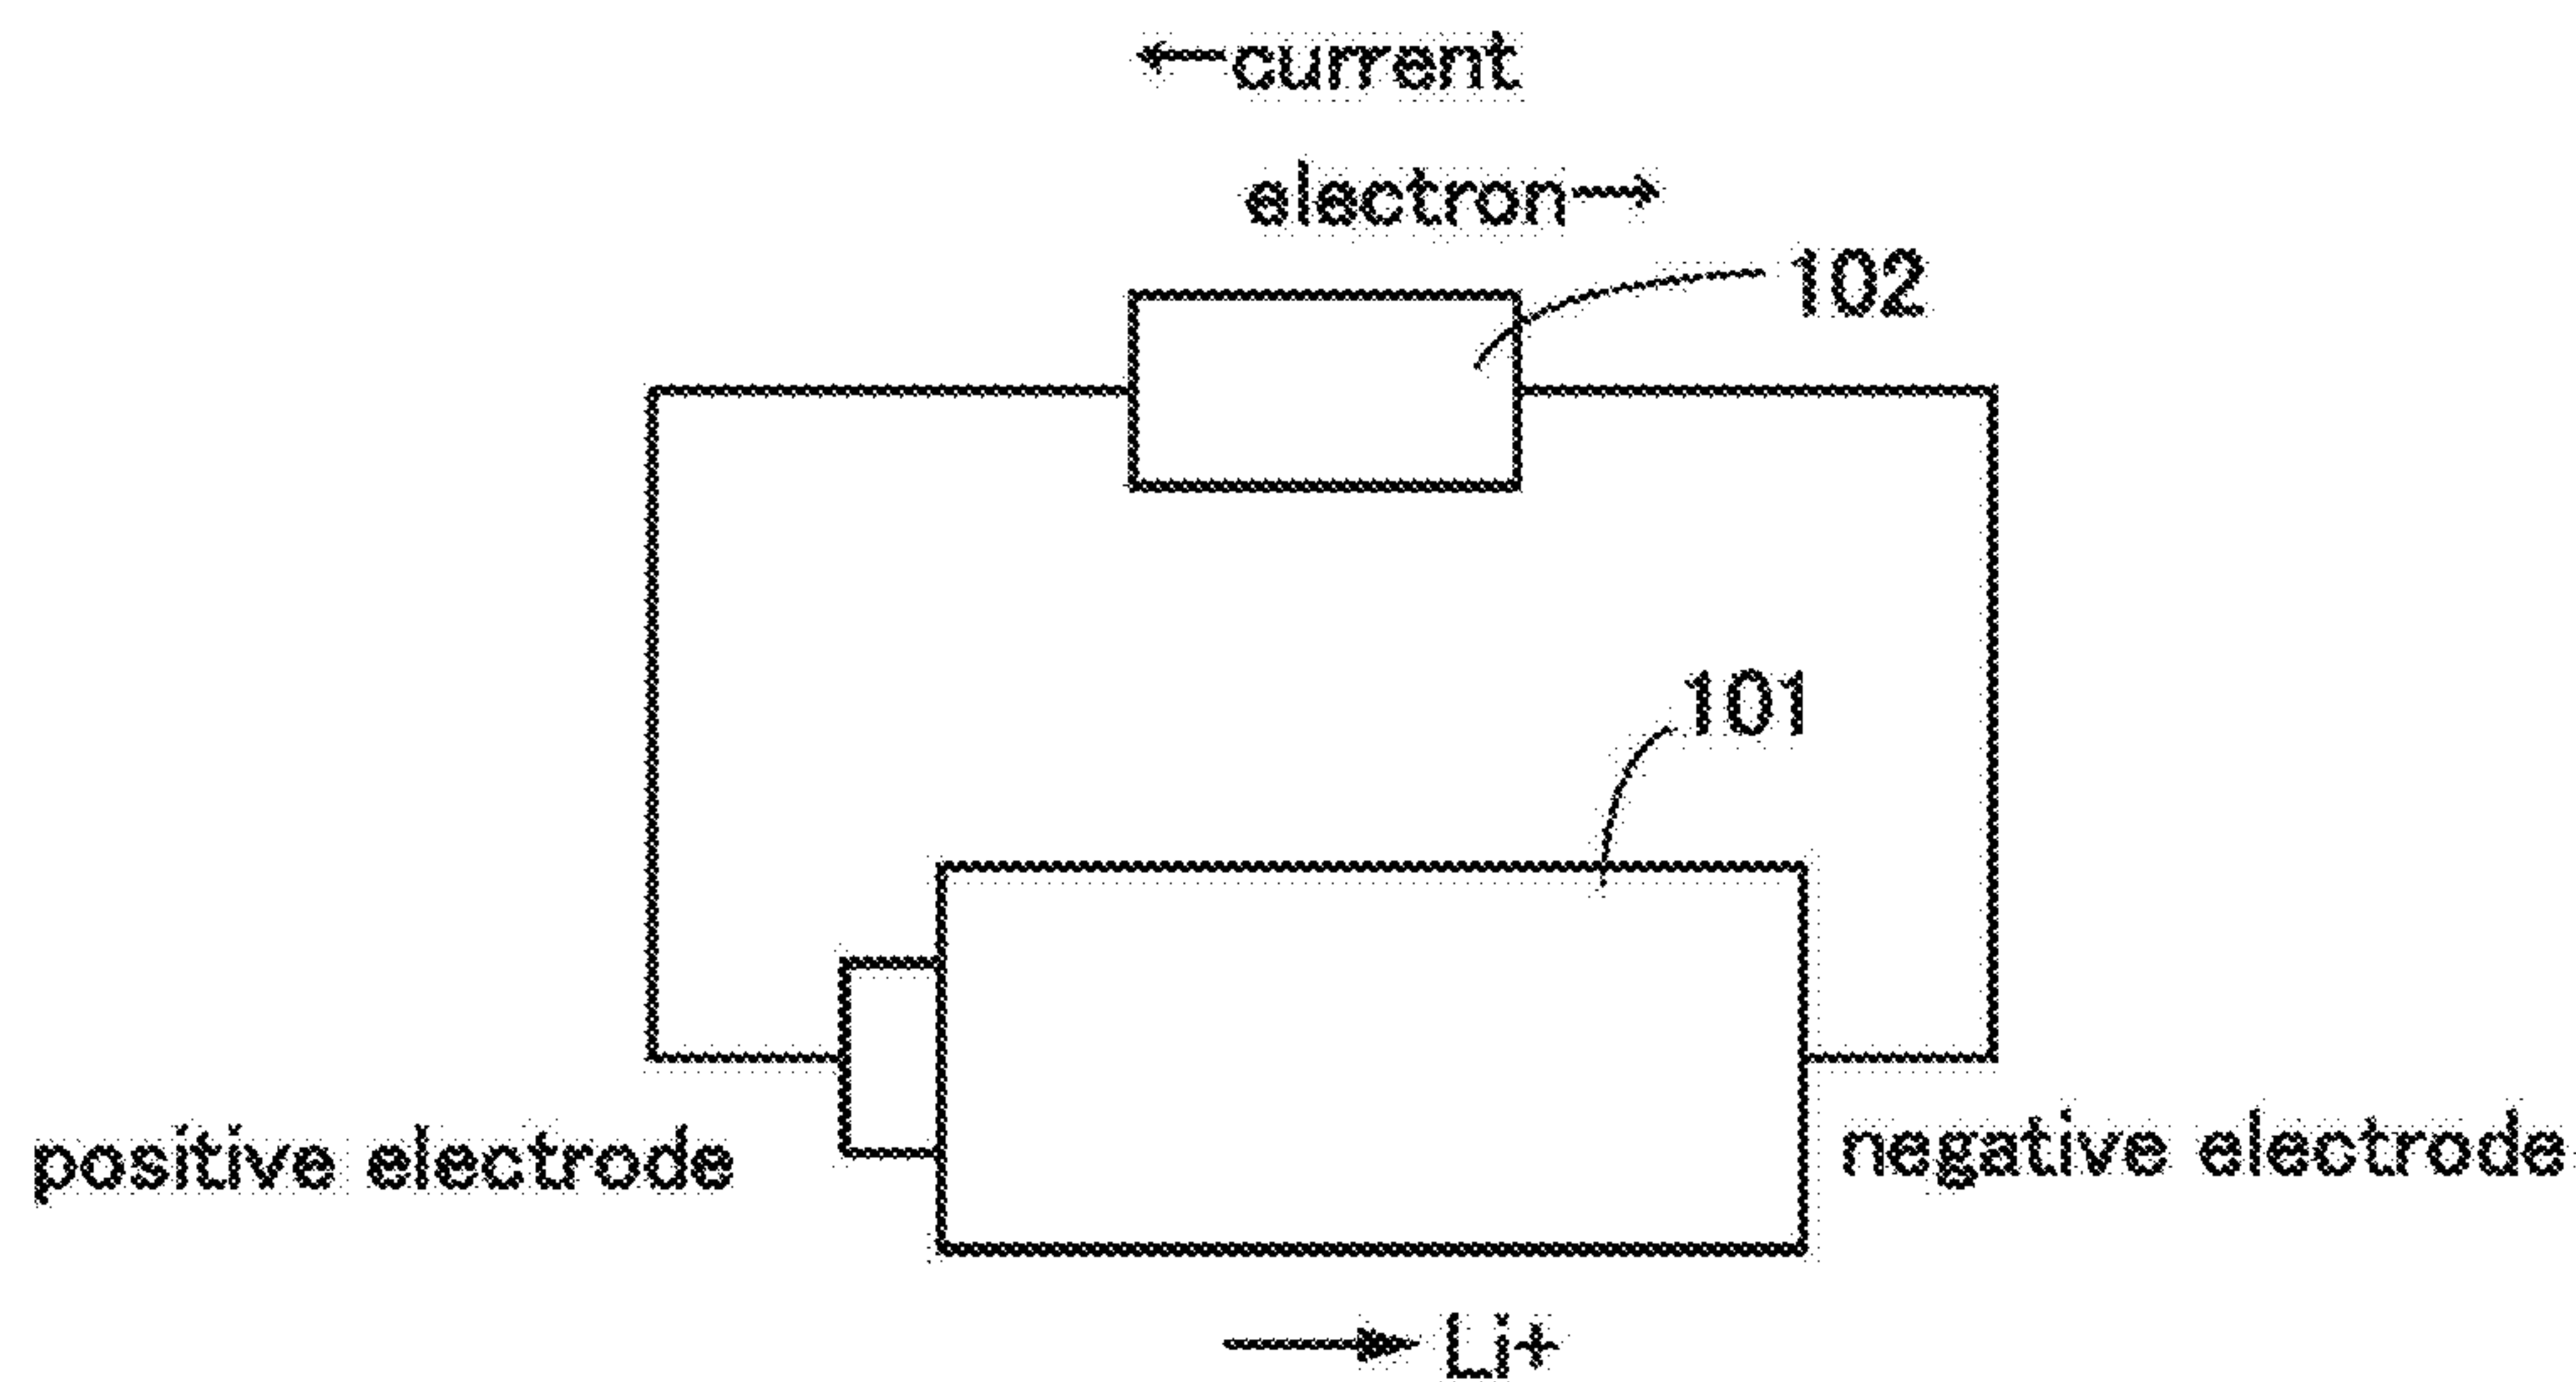 ←current
electron→
102
101
positive electrode
negative electrode
→ Li+